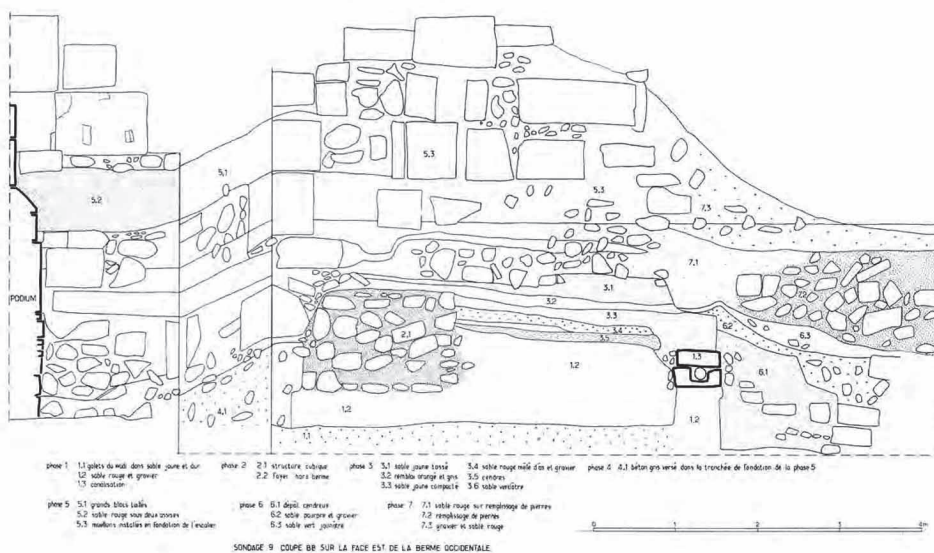 5.1
5.3
5.2
5.3
7.3
7.1
3.1
PODIUM
3.2
3.3
6.2
3.4
6.3
2.1
3.5
1.3
1.2
6.1
4.1
1.2
1.2
1.1
phase 1 1.1 galets du wadi dans sable jaune et dur
1.2 sable rouge et gravier
1.3 canalisation
phase 2 2.1 structure cubique
2.2 foyer hors berme
phase 3 3.1 sable jaune tassé
3.2 remblai orangé et gris
3.3 sable jaune compacté
3.4 sable rouge mêlé d'os et gravier
3.5 cendres
3.6 sable verdâtre
phase 4 4.1 béton gris versé dans la tranchée de fondation de la phase 5
phase 5 5.1 grands blocs taillés
5.2 sable rouge sous deux assises
5.3 moellons installés en fondation de l'escalier
phase 6 6.1 dépôt cendreux
6.2 sable pourpre et gravier
6.3 sable vert jaunâtre
phase 7 7.1 sable rouge sur remplissage de pierres
7.2 remplissage de pierres
7.3 gravier et sable rouge
0 1 2 3 4m
SONDAGE 9 COUPE BB SUR LA FACE EST DE LA BERME OCCIDENTALE